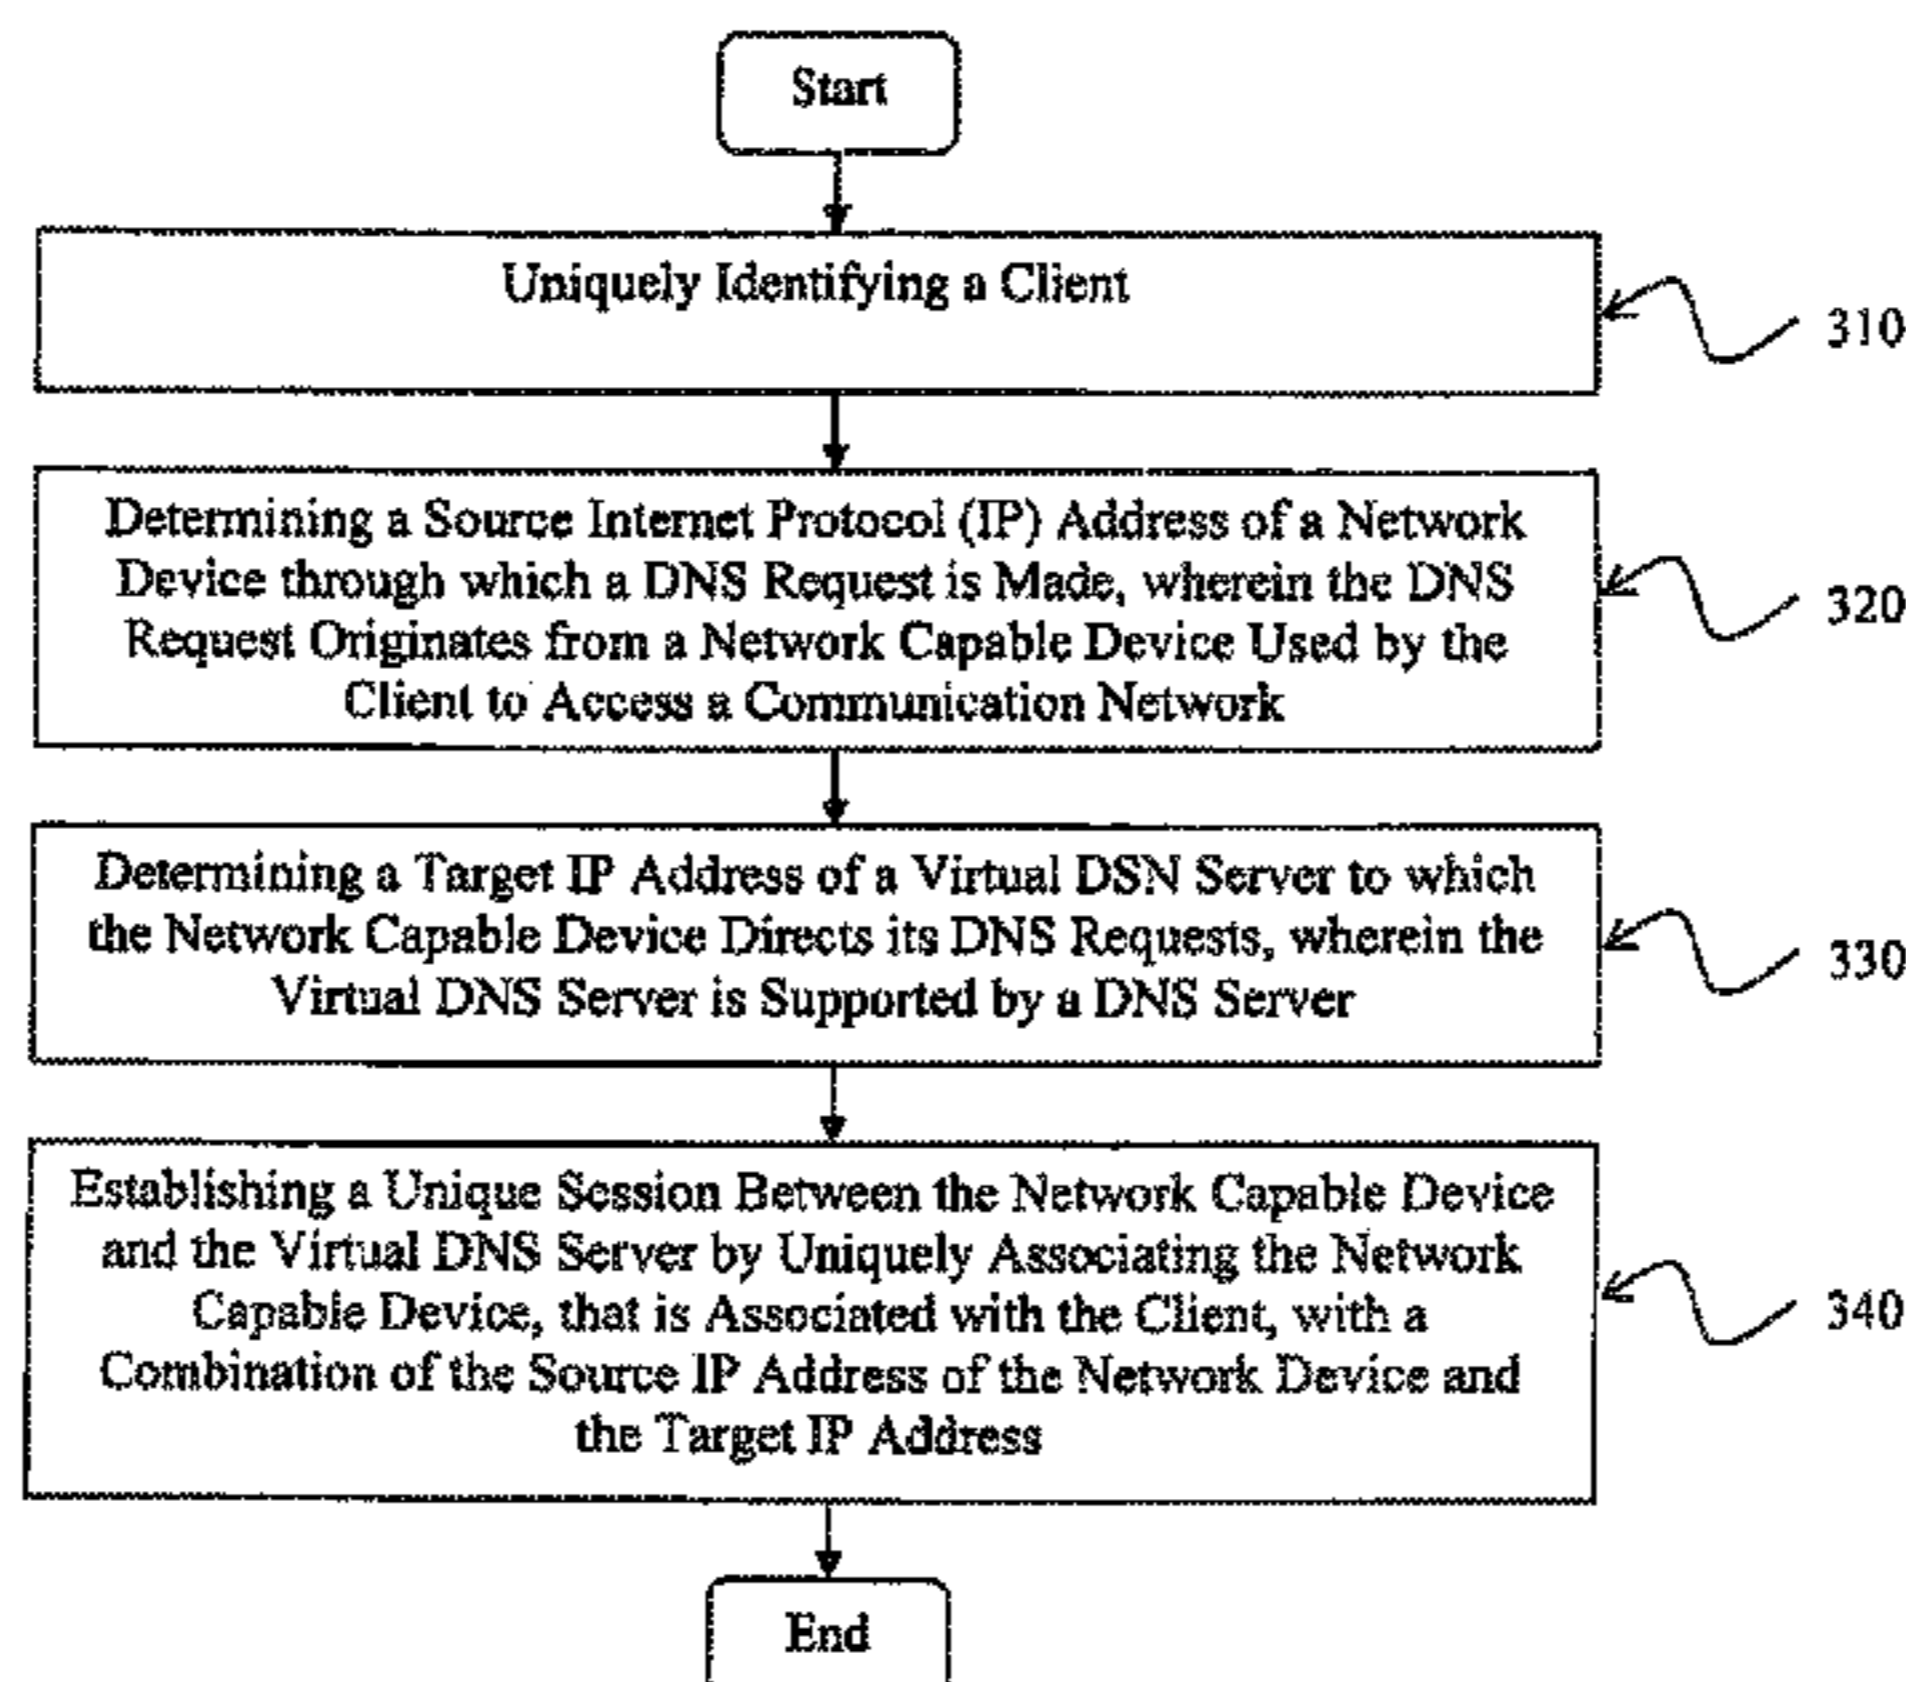 Start
Uniquely Identifying a Client
310
Determining a Source Internet Protocol (IP) Address of a Network
Device through which a DNS Request is Made, wherein the DNS
Request Originates from a Network Capable Device Used by the
Client to Access a Communication Network
320
Determining a Target IP Address of a Virtual DSN Server to which
the Network Capable Device Directs its DNS Requests, wherein the
Virtual DNS Server is Supported by a DNS Server
330
Establishing a Unique Session Between the Network Capable Device
and the Virtual DNS Server by Uniquely Associating the Network
Capable Device, that is Associated with the Client, with a
Combination of the Source IP Address of the Network Device and
the Target IP Address
340
End